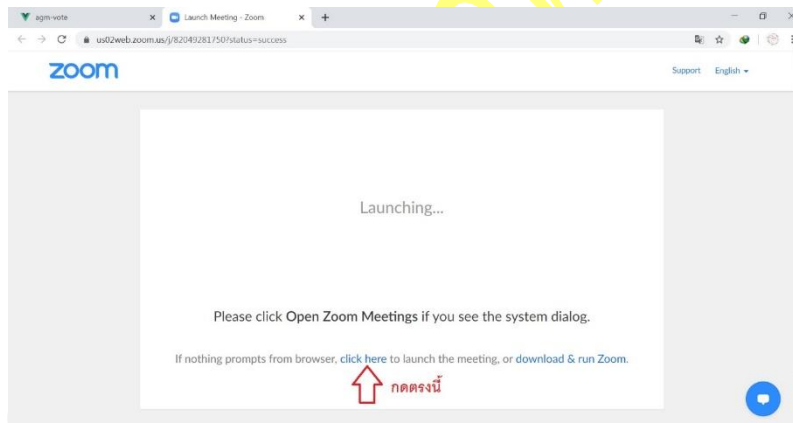 agm-vote
Launch Meeting - Zoom
us02web.zoom.us/j/82049281750?status=success
zoom
Support English
Launching...
Please click Open Zoom Meetings if you see the system dialog.
If nothing prompts from browser, click here to launch the meeting, or download & run Zoom.
กดตรงนี้